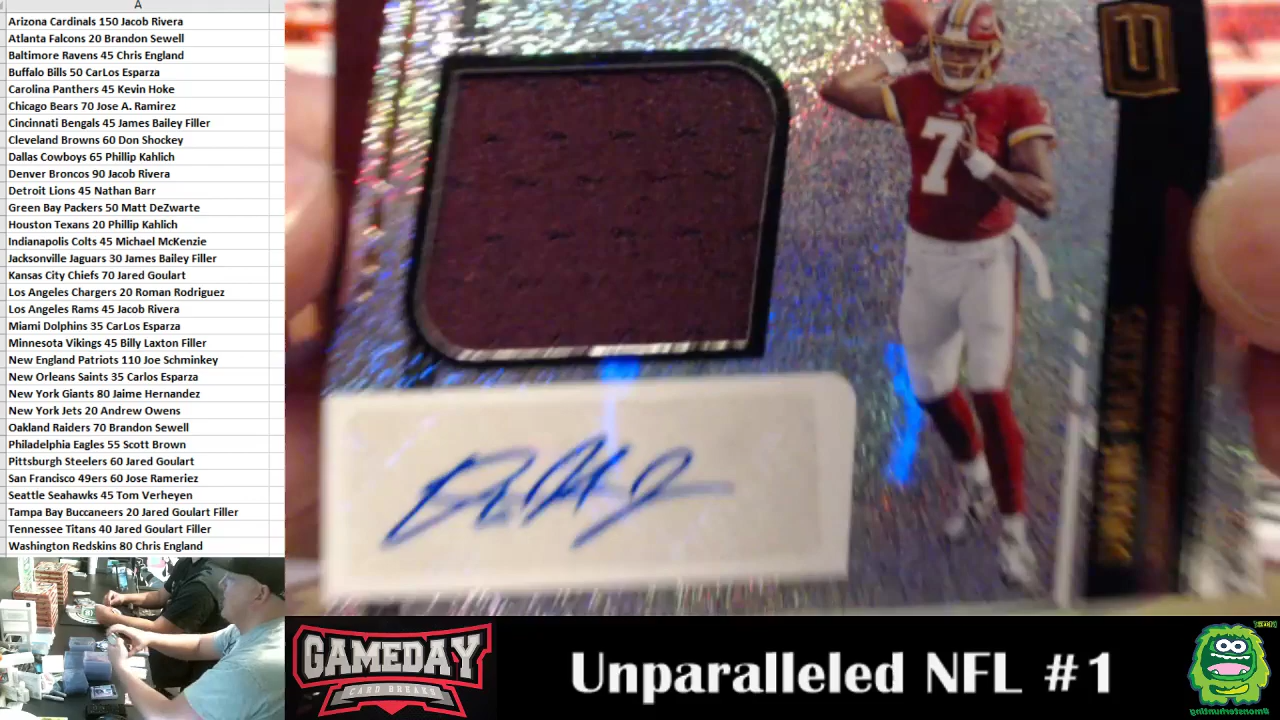 A
Arizona Cardinals 150 Jacob Rivera
Atlanta Falcons 20 Brandon Sewell
Baltimore Ravens 45 Chris England
Buffalo Bills 50 CarLos Esparza
Carolina Panthers 45 Kevin Hoke
Chicago Bears 70 Jose A. Ramirez
Cincinnati Bengals 45 James Bailey Filler
Cleveland Browns 60 Don Shockey
Dallas Cowboys 65 Phillip Kahlich
Denver Broncos 90 Jacob Rivera
Detroit Lions 45 Nathan Barr
Green Bay Packers 50 Matt DeZwarte
Houston Texans 20 Phillip Kahlich
Indianapolis Colts 45 Michael McKenzie
Jacksonville Jaguars 30 James Bailey Filler
Kansas City Chiefs 70 Jared Goulart
Los Angeles Chargers 20 Roman Rodriguez
Los Angeles Rams 45 Jacob Rivera
Miami Dolphins 35 CarLos Esparza
Minnesota Vikings 45 Billy Laxton Filler
New England Patriots 110 Joe Schminkey
New Orleans Saints 35 Carlos Esparza
New York Giants 80 Jaime Hernandez
New York Jets 20 Andrew Owens
Oakland Raiders 70 Brandon Sewell
Philadelphia Eagles 55 Scott Brown
Pittsburgh Steelers 60 Jared Goulart
San Francisco 49ers 60 Jose Rameriez
Seattle Seahawks 45 Tom Verheyen
Tampa Bay Buccaneers 20 Jared Goulart Filler
Tennessee Titans 40 Jared Goulart Filler
Washington Redskins 80 Chris England
7
U
GAMEDAY
CARD BREAKS
Unparalleled NFL #1
#monsterhunting